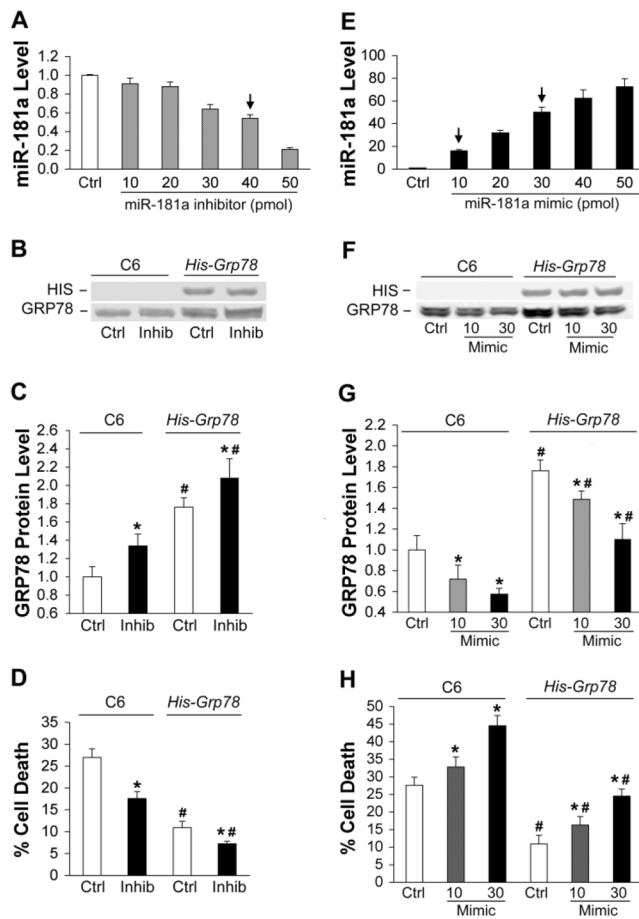 A
miR-181a Level
1.2
1.0
0.8
0.6
0.4
0.2
0.0
Ctrl 10 20 30 40 50
miR-181a inhibitor (pmol)
B
C6 His-Grp78
HIS –
GRP78 –
Ctrl Inhib Ctrl Inhib
C
C6 His-Grp78
GRP78 Protein Level
2.6
2.4
2.2
2.0
1.8
1.6
1.4
1.2
1.0
0.8
0.6
* # *#
Ctrl Inhib Ctrl Inhib
D
C6 His-Grp78
% Cell Death
35
30
25
20
15
10
5
0
* # *#
Ctrl Inhib Ctrl Inhib
E
miR-181a Level
100
80
60
40
20
0
Ctrl 10 20 30 40 50
miR-181a mimic (pmol)
F
C6 His-Grp78
HIS –
GRP78 –
Ctrl 10 30 Ctrl 10 30
Mimic Mimic
G
C6 His-Grp78
GRP78 Protein Level
2.2
2.0
1.8
1.6
1.4
1.2
1.0
0.8
0.6
0.4
* * # *# *#
Ctrl 10 30 Ctrl 10 30
Mimic Mimic
H
C6 His-Grp78
% Cell Death
50
45
40
35
30
25
20
15
10
5
0
* * # *# *#
Ctrl 10 30 Ctrl 10 30
Mimic Mimic